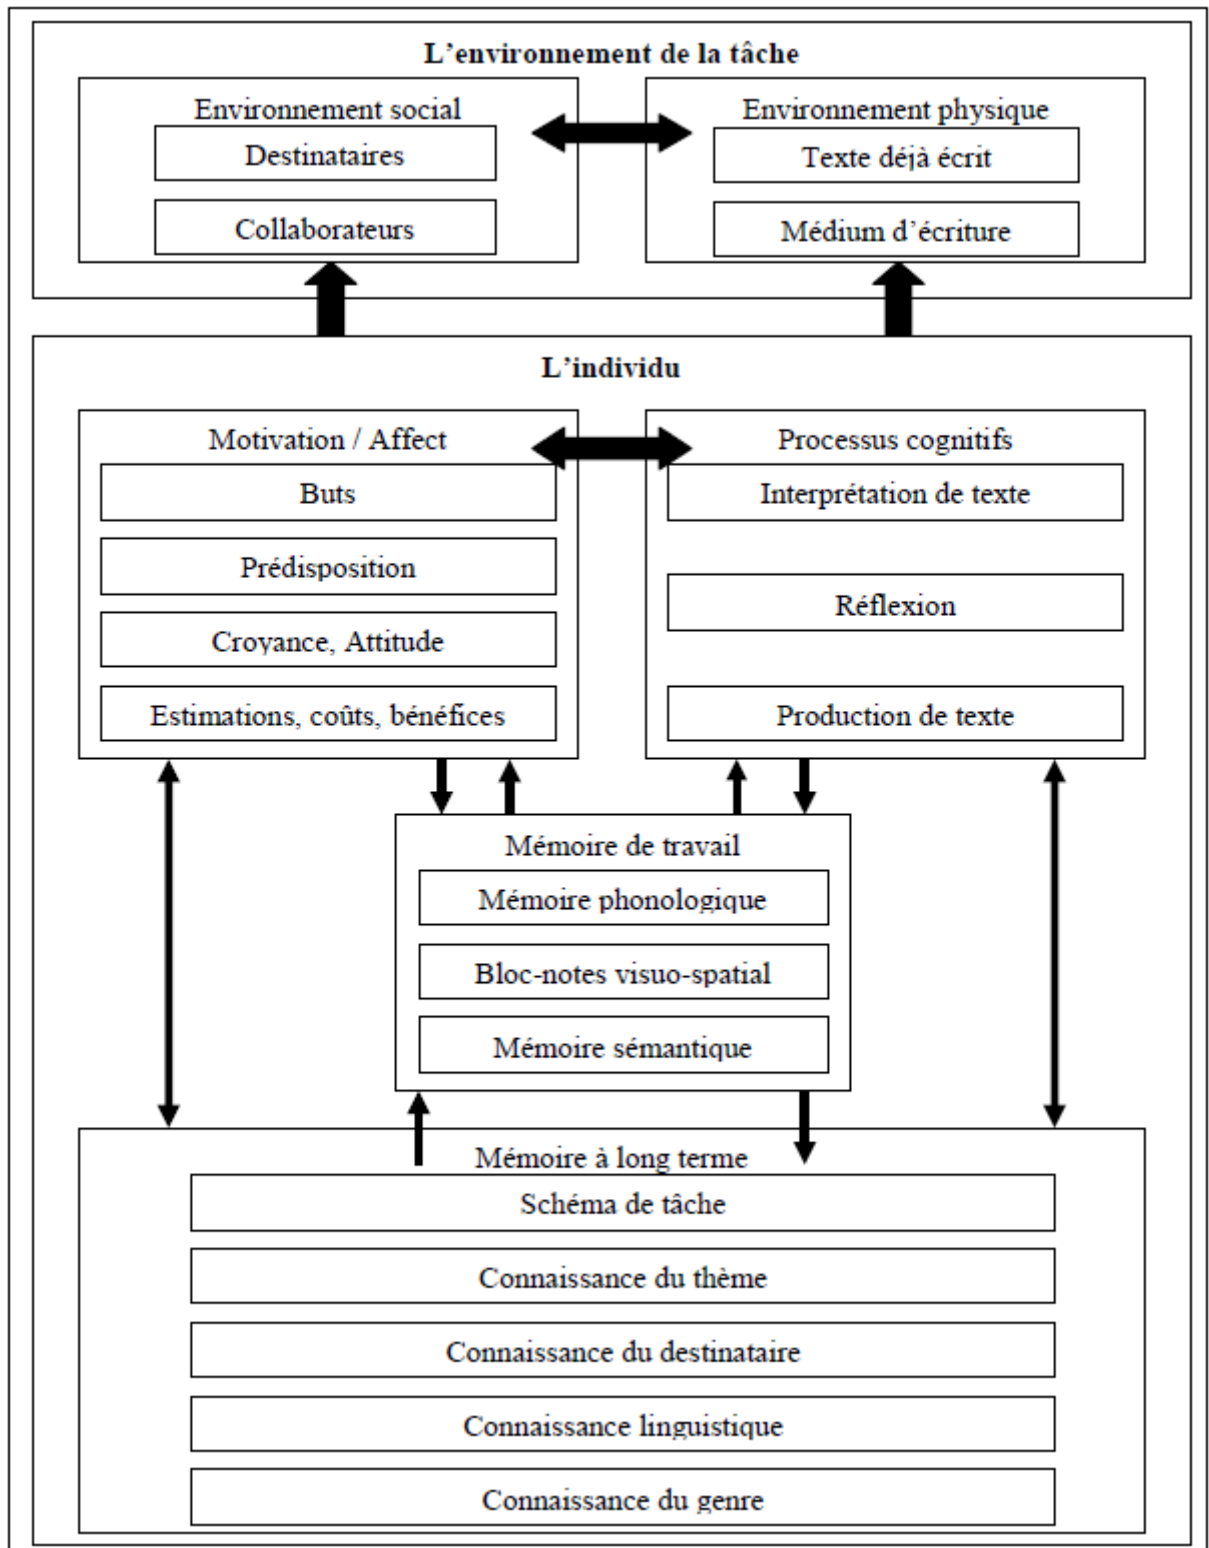 L'environnement de la tâche
Environnement social
Destinataires
Collaborateurs
Environnement physique
Texte déjà écrit
Médium d'écriture
L'individu
Motivation / Affect
Buts
Prédisposition
Croyance, Attitude
Estimations, coûts, bénéfices
Processus cognitifs
Interprétation de texte
Réflexion
Production de texte
Mémoire de travail
Mémoire phonologique
Bloc-notes visuo-spatial
Mémoire sémantique
Mémoire à long terme
Schéma de tâche
Connaissance du thème
Connaissance du destinataire
Connaissance linguistique
Connaissance du genre